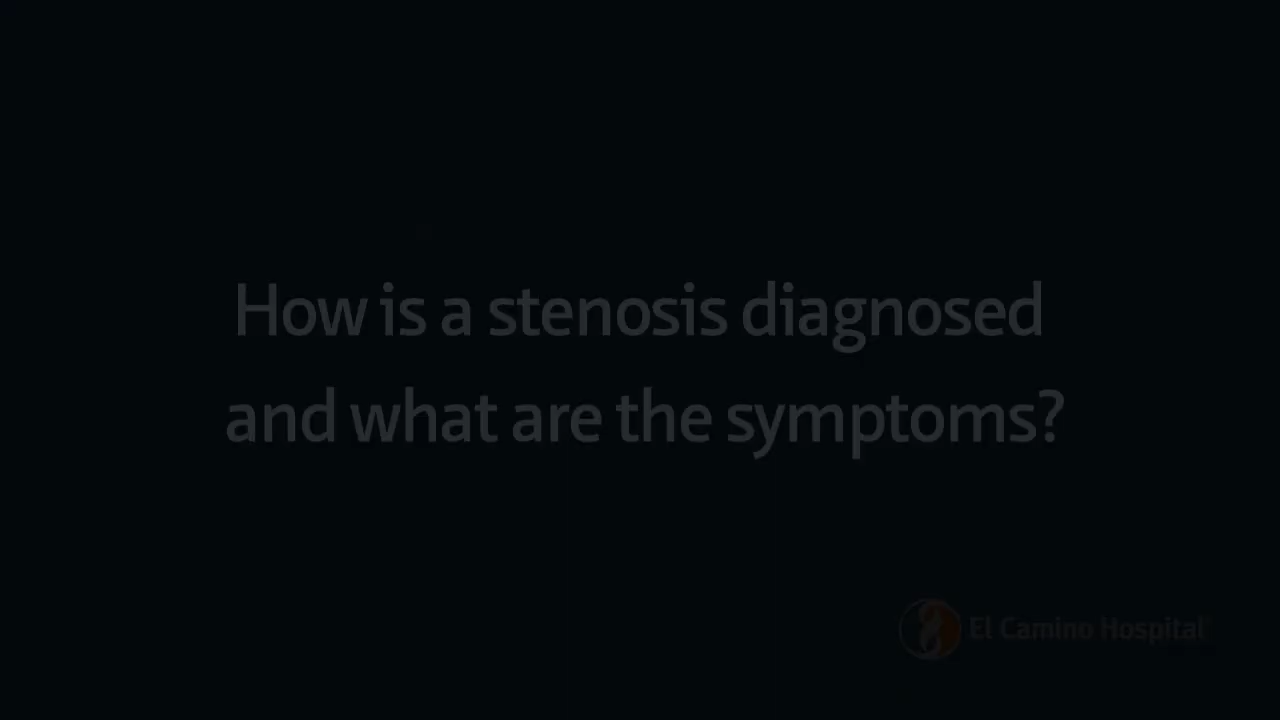 How is a stenosis diagnosed
and what are the symptoms?
El Camino Hospital